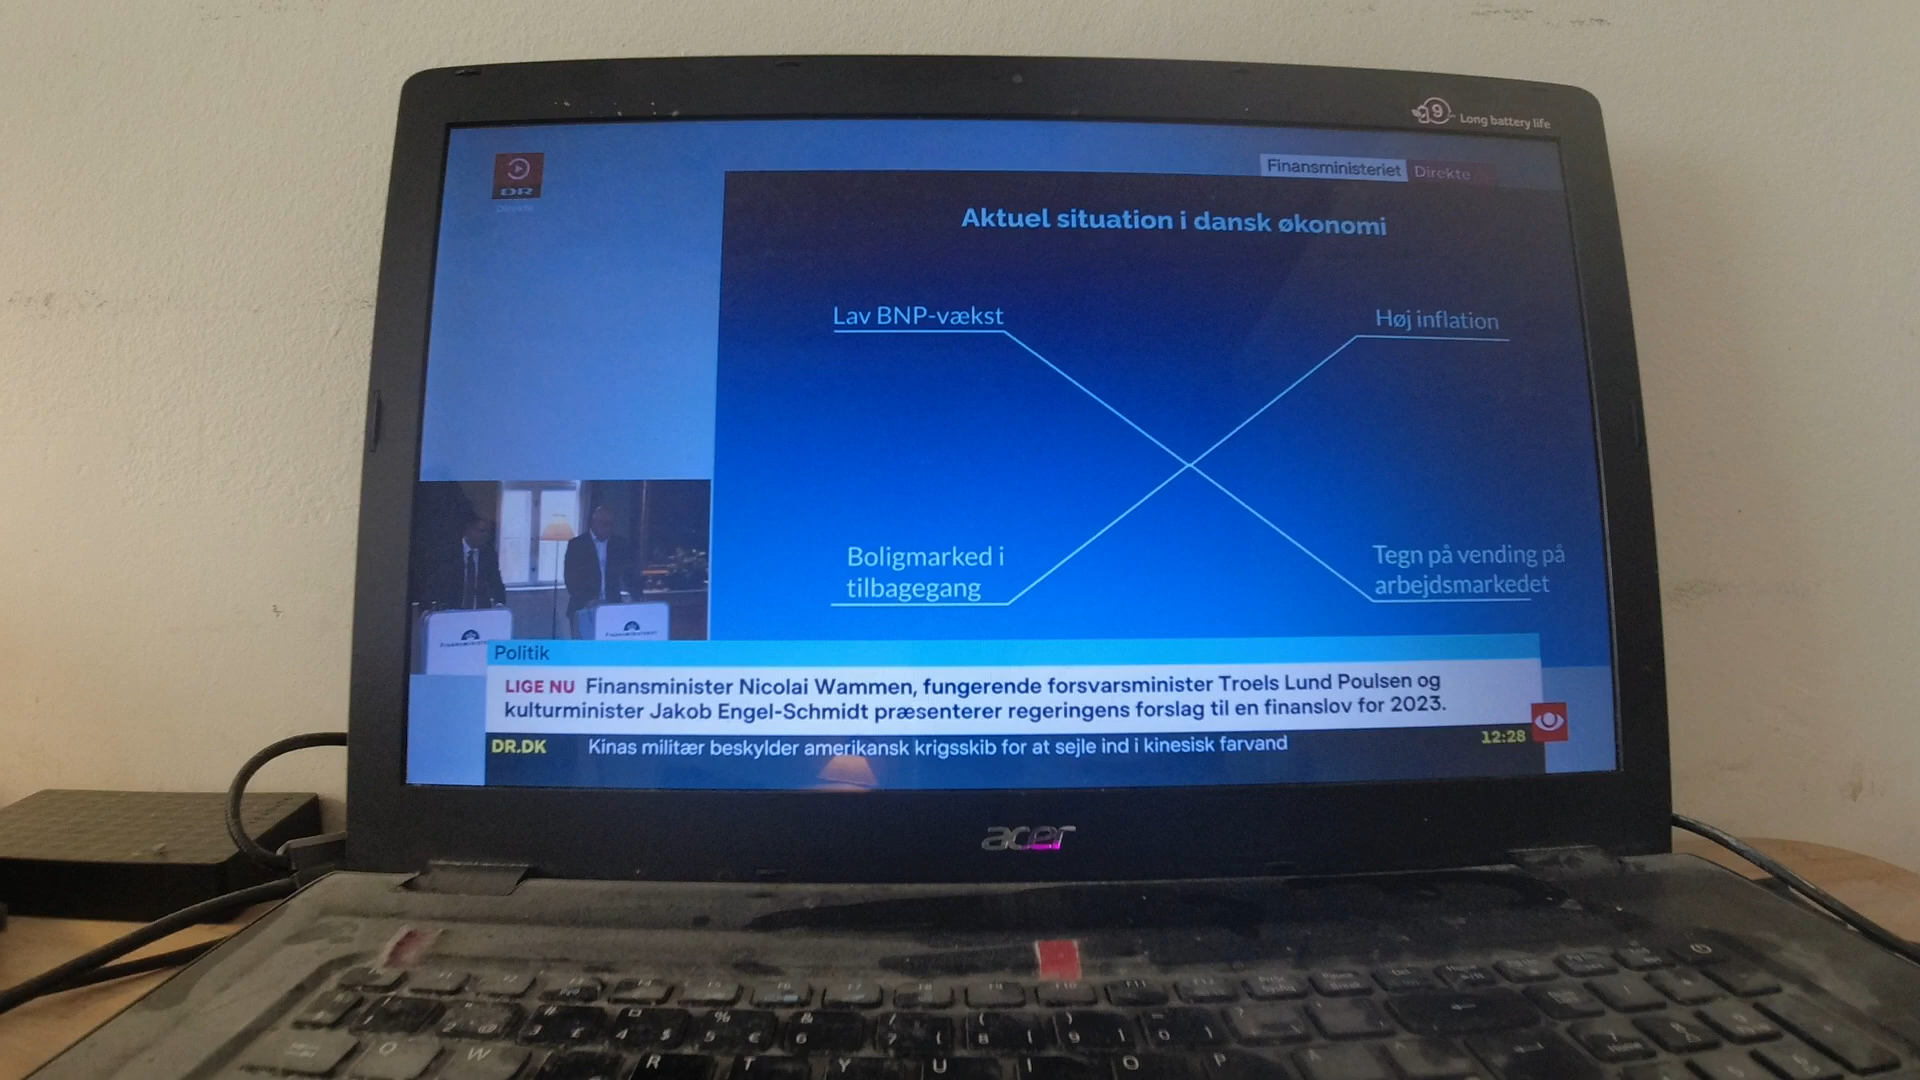 9 Long battery life
DR
Direkte
Finansministeriet Direkte
Aktuel situation i dansk økonomi
Lav BNP-vækst
Høj inflation
Boligmarked i
tilbagegang
Tegn på vending på
arbejdsmarkedet
Politik
LIGE NU Finansminister Nicolai Wammen, fungerende forsvarsminister Troels Lund Poulsen og
kulturminister Jakob Engel-Schmidt præsenterer regeringens forslag til en finanslov for 2023.
DR.DK Kinas militær beskylder amerikansk krigsskib for at sejle ind i kinesisk farvand 12:28
acer
R T Y U I O P